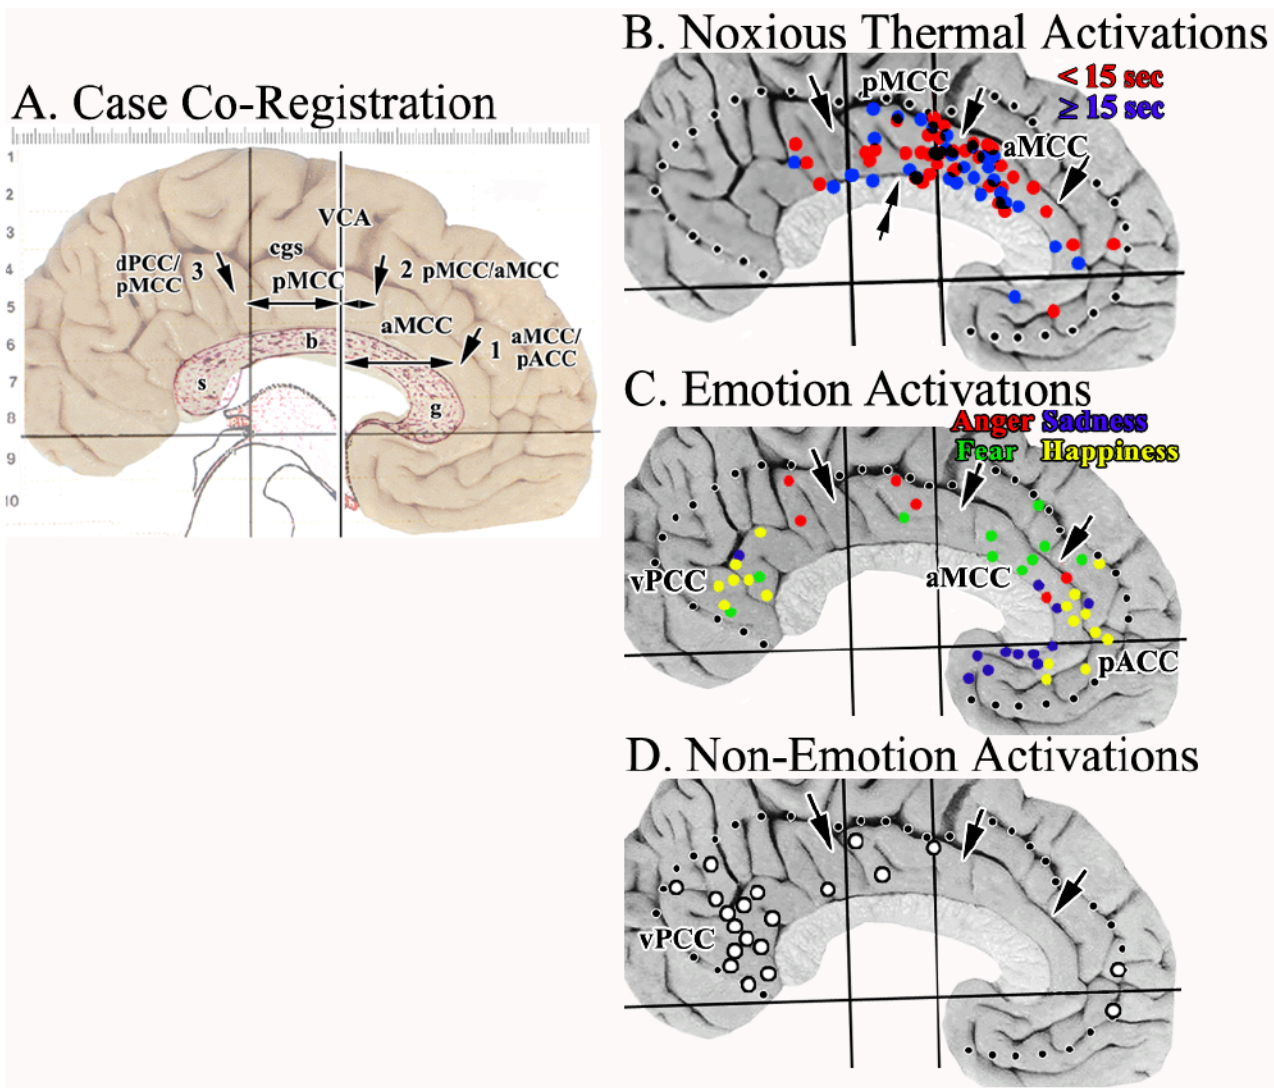 A. Case Co-Registration
1
2
3
4
5
6
7
8
9
10
VCA
cgs
dPCC/
pMCC
3
pMCC
2 pMCC/aMCC
aMCC
1
aMCC/
pACC
b
s
g
B. Noxious Thermal Activations
< 15 sec
≥ 15 sec
pMCC
aMCC
C. Emotion Activations
Anger Sadness
Fear Happiness
vPCC
aMCC
pACC
D. Non-Emotion Activations
vPCC